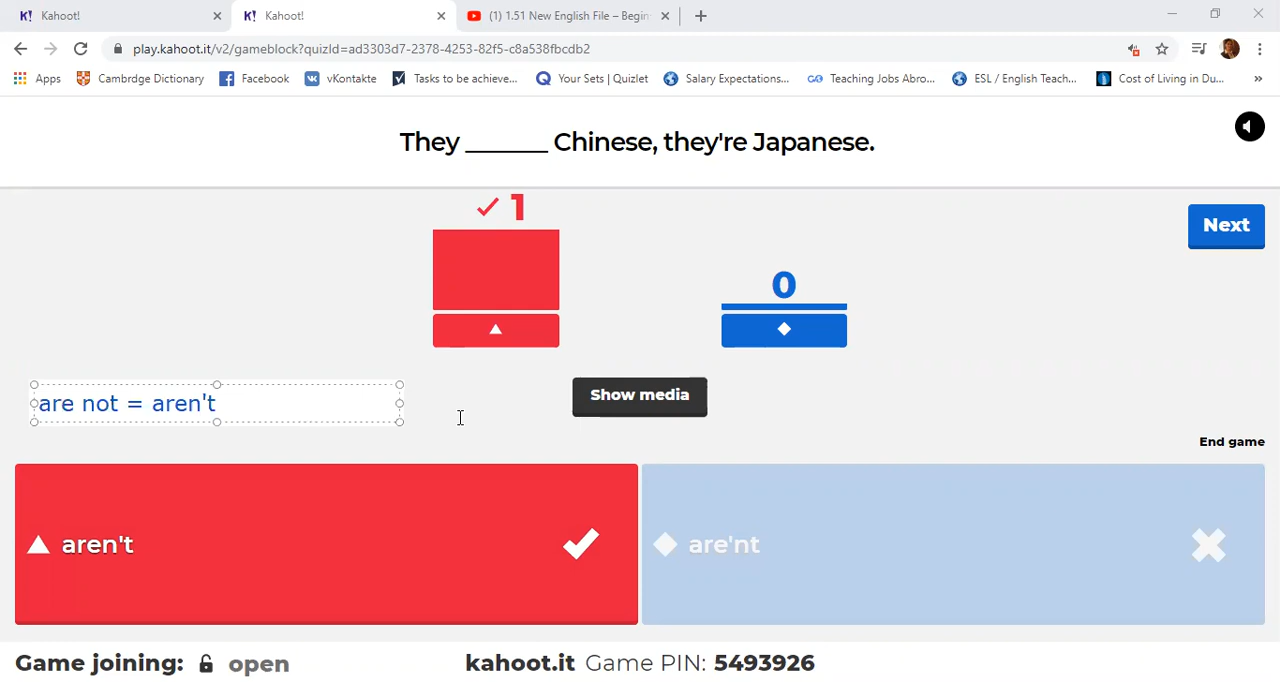 K! Kahoot!
K! Kahoot!
(1) 1.51 New English File – Begin
play.kahoot.it/v2/gameblock?quizId=ad3303d7-2378-4253-82f5-c8a538fbcdb2
Apps Cambrdge Dictionary Facebook vKontakte Tasks to be achieve... Your Sets | Quizlet Salary Expectations... Teaching Jobs Abro... ESL / English Teach... Cost of Living in Du... »
They ______ Chinese, they're Japanese.
1
Next
0
are not = aren't
Show media
End game
aren't
are'nt
Game joining: open kahoot.it Game PIN: 5493926